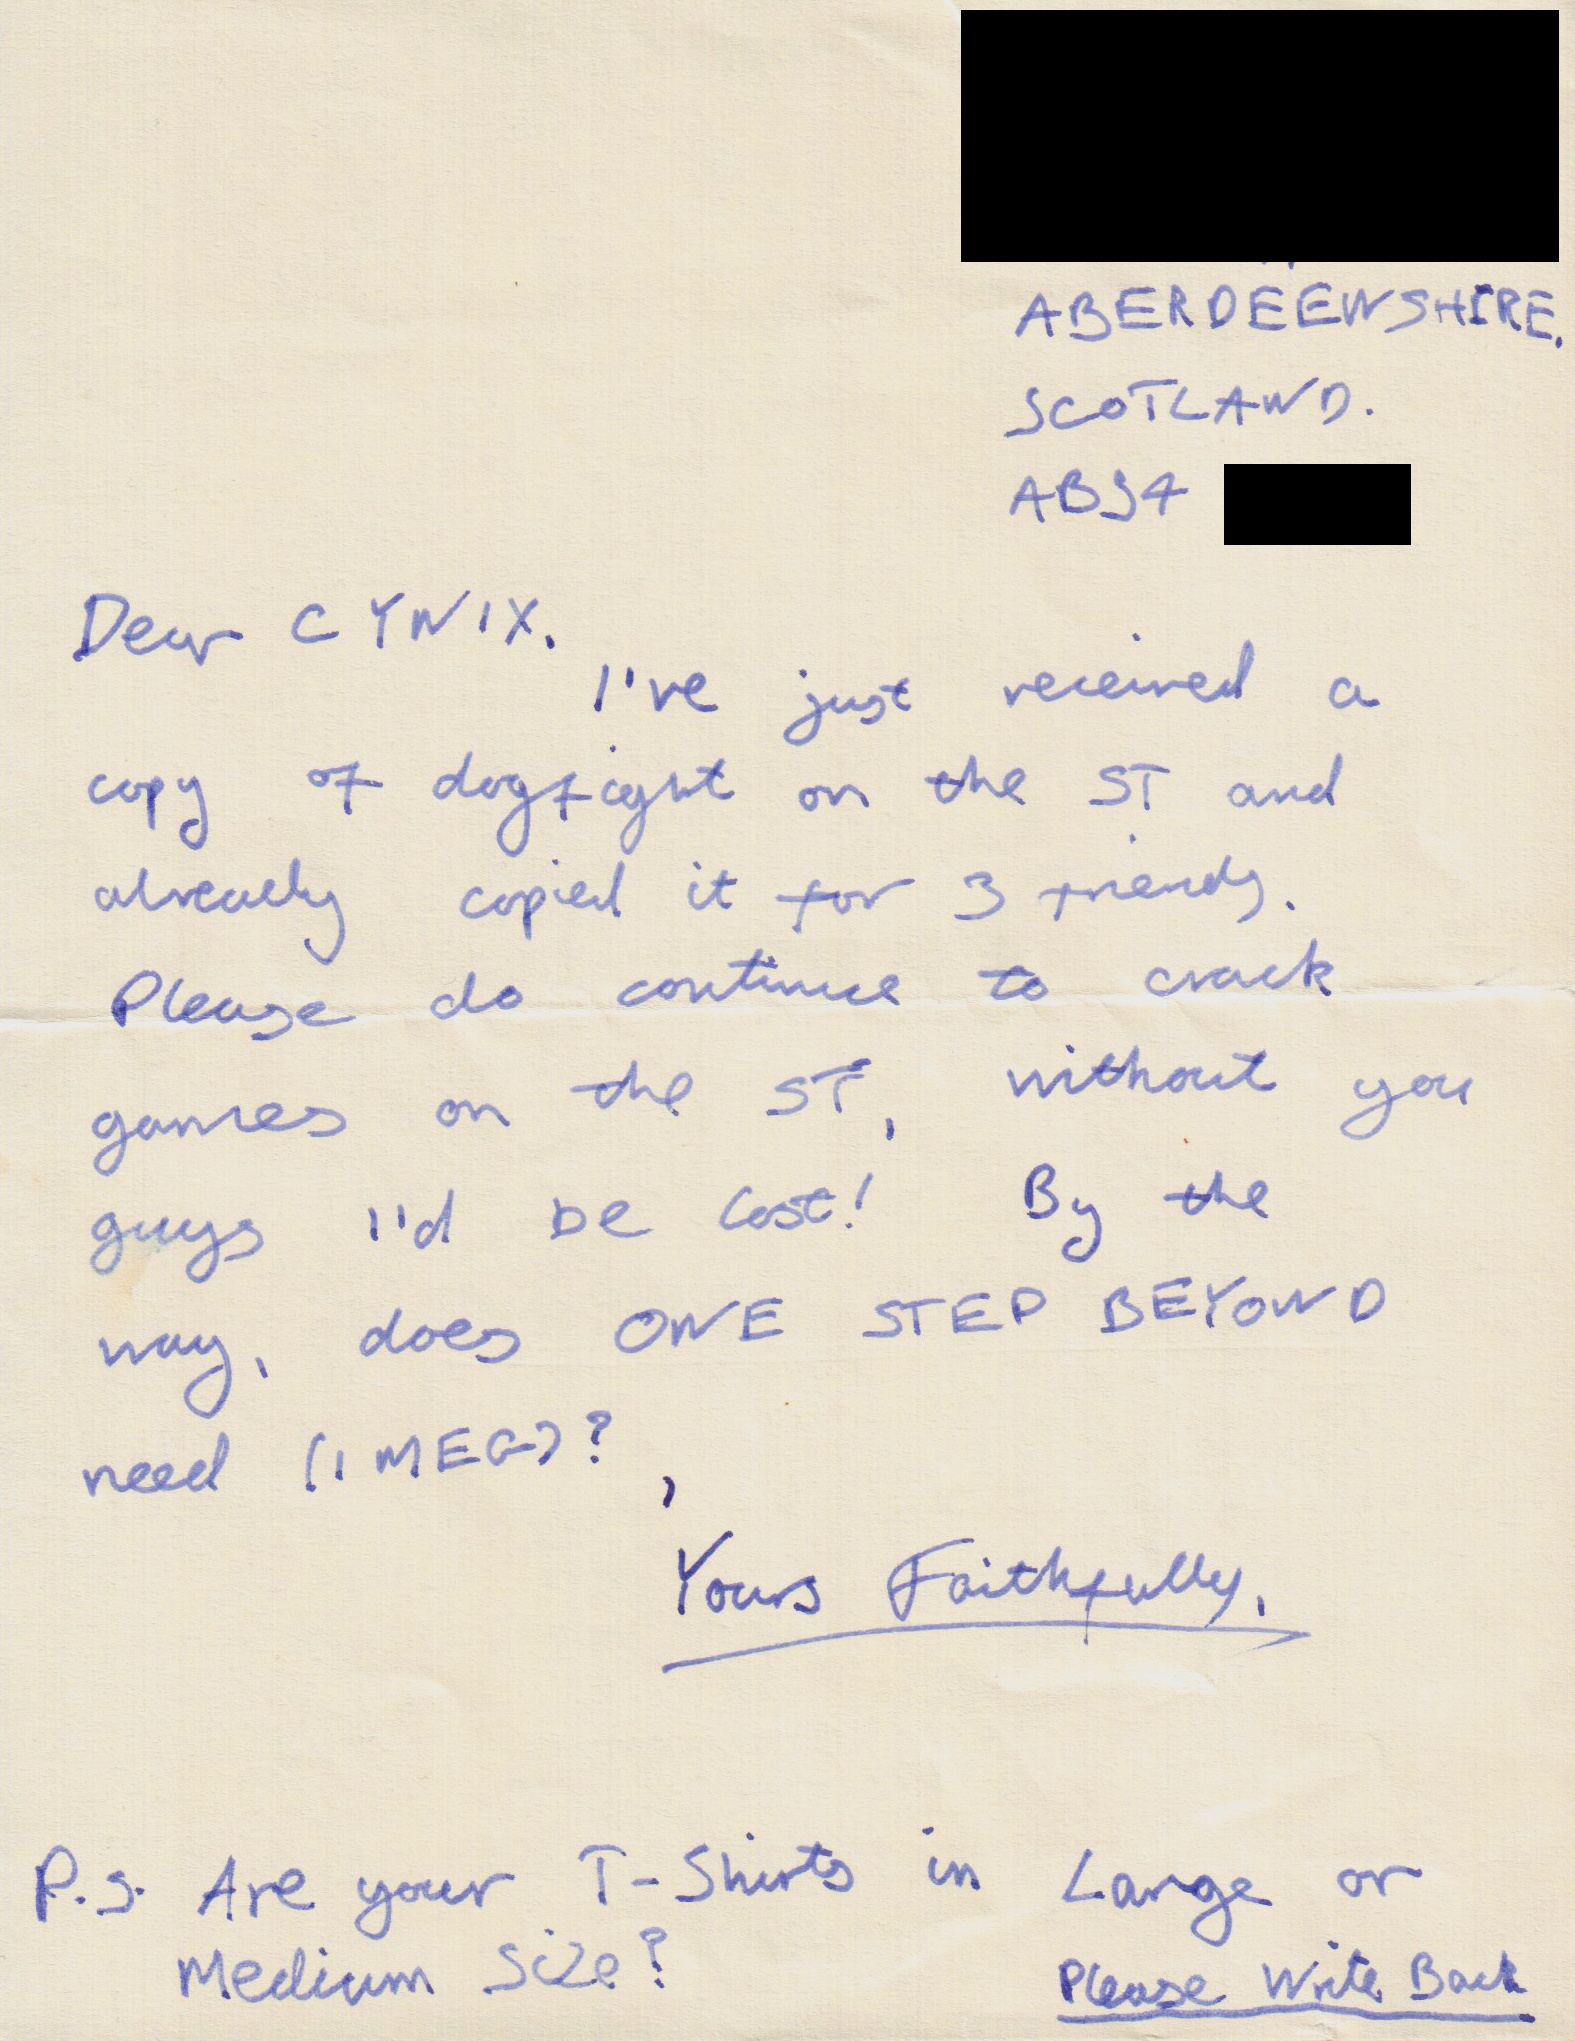 ABERDEENSHIRE.
SCOTLAND.
AB34
Dear CYNIX.
I've just received a
copy of dogfight on the ST and
already copied it for 3 friends.
Please do continue to crack
games on the ST, without you
guys I'd be lost! By the
way, does ONE STEP BEYOND
need (1 MEG)?
Yours Faithfully,
P.S. Are your T-Shirts in Large or
Medium Size?
Please Write Back